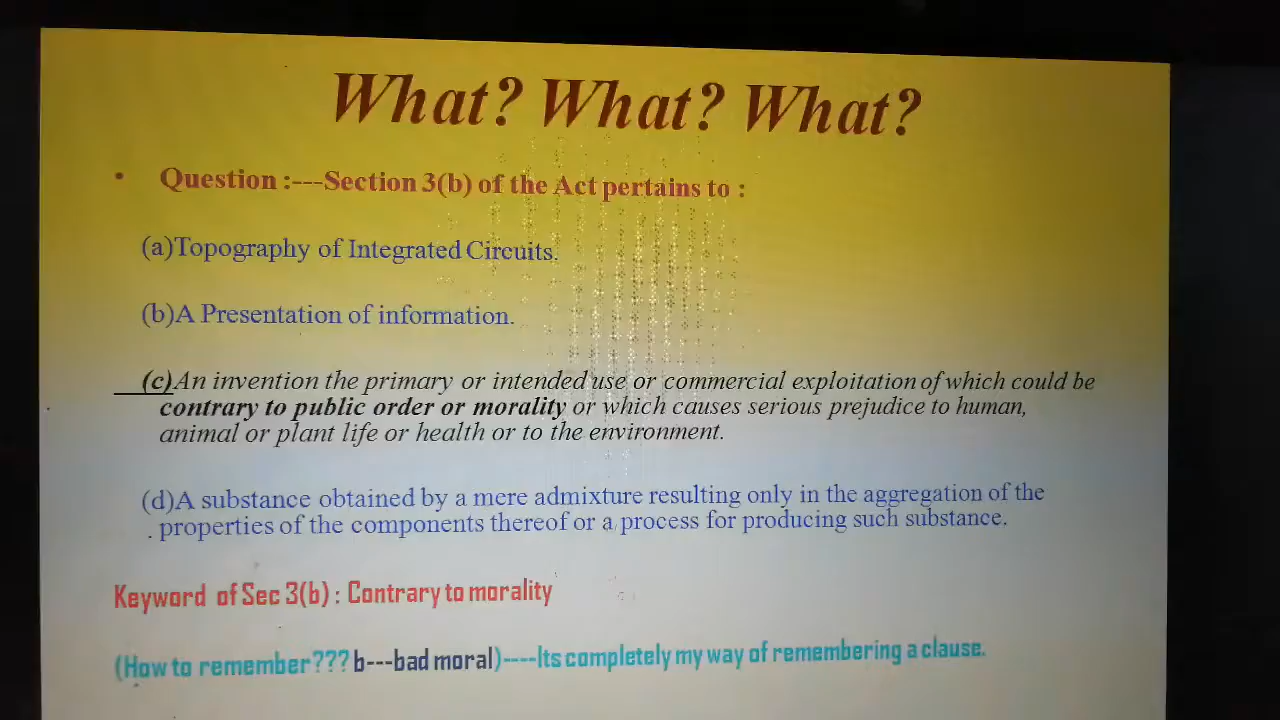 What? What? What?
• Question :---Section 3(b) of the Act pertains to :
(a)Topography of Integrated Circuits.
(b)A Presentation of information.
(c)An invention the primary or intended use or commercial exploitation of which could be
contrary to public order or morality or which causes serious prejudice to human,
animal or plant life or health or to the environment.
(d)A substance obtained by a mere admixture resulting only in the aggregation of the
. properties of the components thereof or a process for producing such substance.
Keyword of Sec 3(b) : Contrary to morality
(How to remember??? b---bad moral)----Its completely my way of remembering a clause.